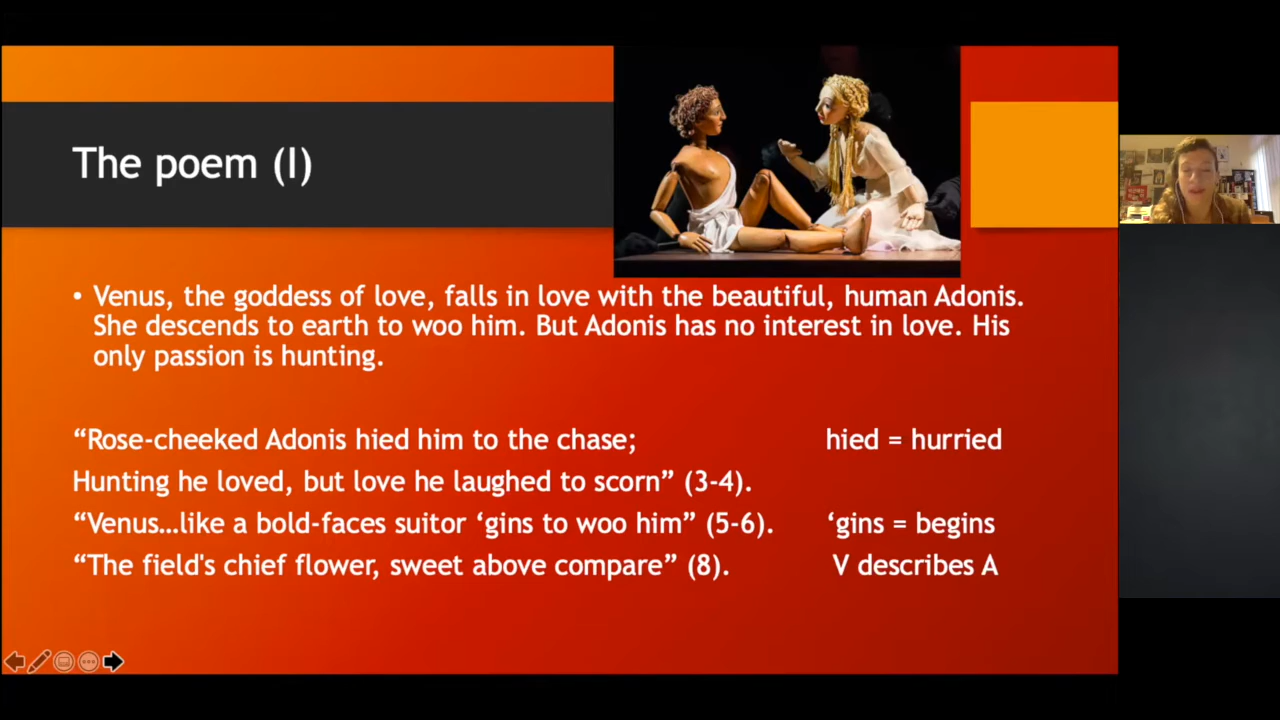 The poem (I)
• Venus, the goddess of love, falls in love with the beautiful, human Adonis.
She descends to earth to woo him. But Adonis has no interest in love. His
only passion is hunting.
“Rose-cheeked Adonis hied him to the chase; hied = hurried
Hunting he loved, but love he laughed to scorn” (3-4).
“Venus…like a bold-faces suitor ‘gins to woo him” (5-6). ‘gins = begins
“The field's chief flower, sweet above compare” (8). V describes A